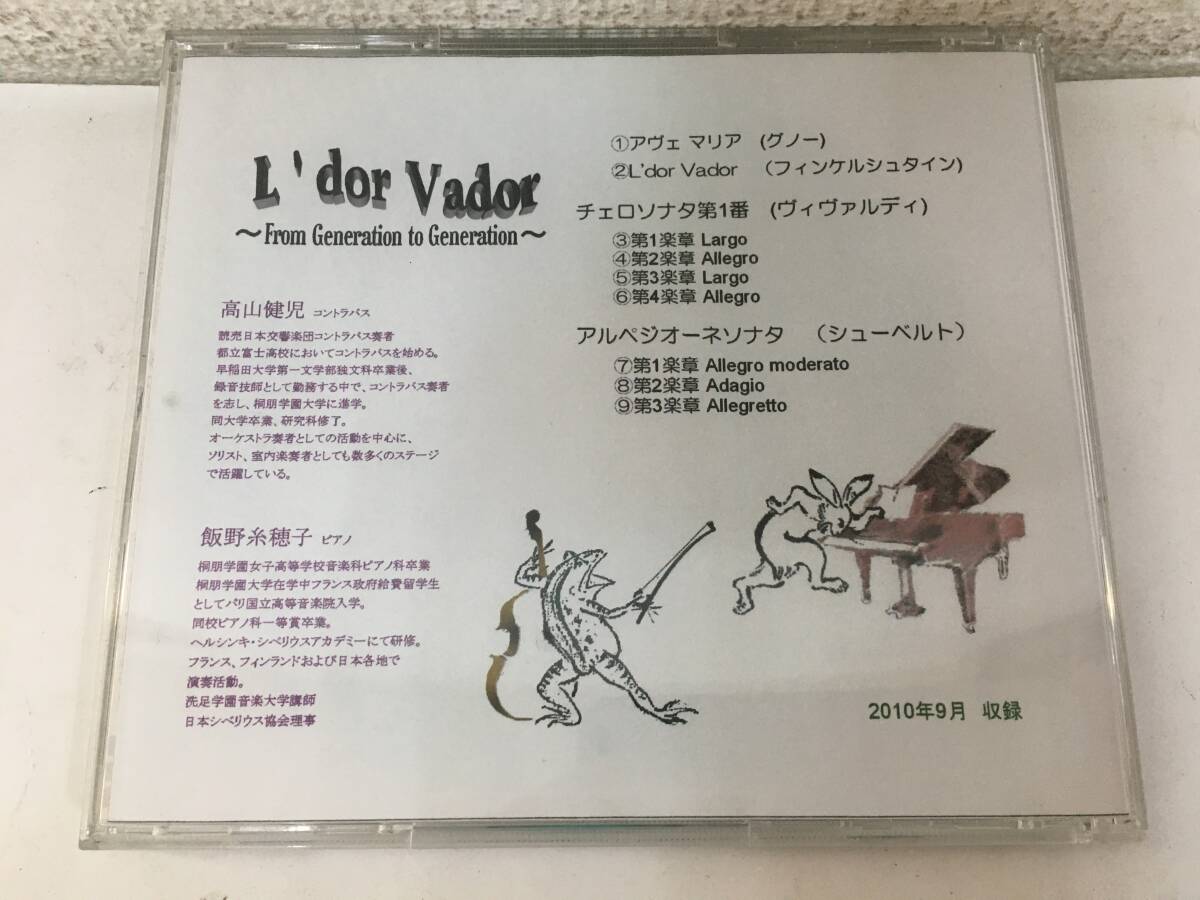 L'dor Vador
～From Generation to Generation～
高山健児 コントラバス
読売日本交響楽団コントラバス奏者
都立富士高校においてコントラバスを始める。
早稲田大学第一文学部独文科卒業後、
録音技師として勤務する中で、コントラバス奏者
を志し、桐朋学園大学に進学。
同大学卒業、研究科修了。
オーケストラ奏者としての活動を中心に、
ソリスト、室内楽奏者としても数多くのステージ
で活躍している。
飯野糸穂子 ピアノ
桐朋学園女子高等学校音楽科ピアノ科卒業
桐朋学園大学在学中フランス政府給費留学生
としてパリ国立高等音楽院入学。
同校ピアノ科一等賞卒業。
ヘルシンキ・シベリウスアカデミーにて研修。
フランス、フィンランドおよび日本各地で
演奏活動。
洗足学園音楽大学講師
日本シベリウス協会理事
①アヴェ マリア (グノー)
②L'dor Vador （フィンケルシュタイン)
チェロソナタ第1番 (ヴィヴァルディ)
③第1楽章 Largo
④第2楽章 Allegro
⑤第3楽章 Largo
⑥第4楽章 Allegro
アルペジオーネソナタ （シューベルト）
⑦第1楽章 Allegro moderato
⑧第2楽章 Adagio
⑨第3楽章 Allegretto
2010年9月 収録